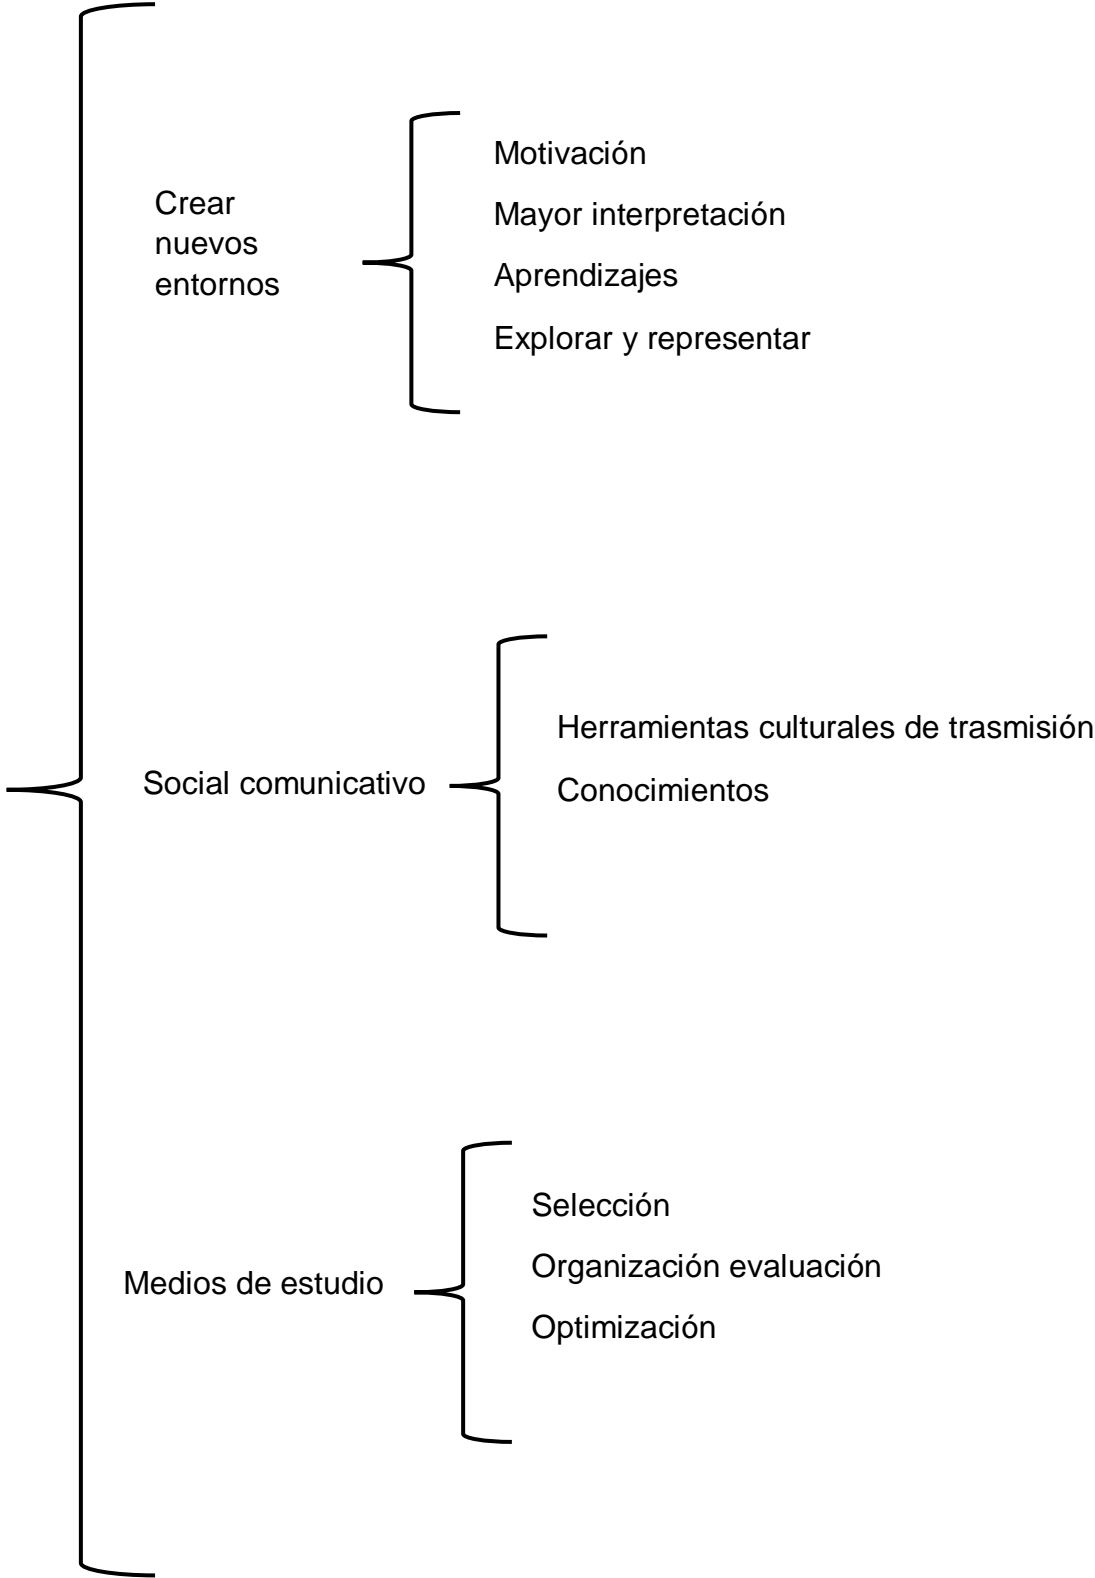 Crear
nuevos
entornos
Motivación
Mayor interpretación
Aprendizajes
Explorar y representar
Social comunicativo
Herramientas culturales de trasmisión
Conocimientos
Medios de estudio
Selección
Organización evaluación
Optimización